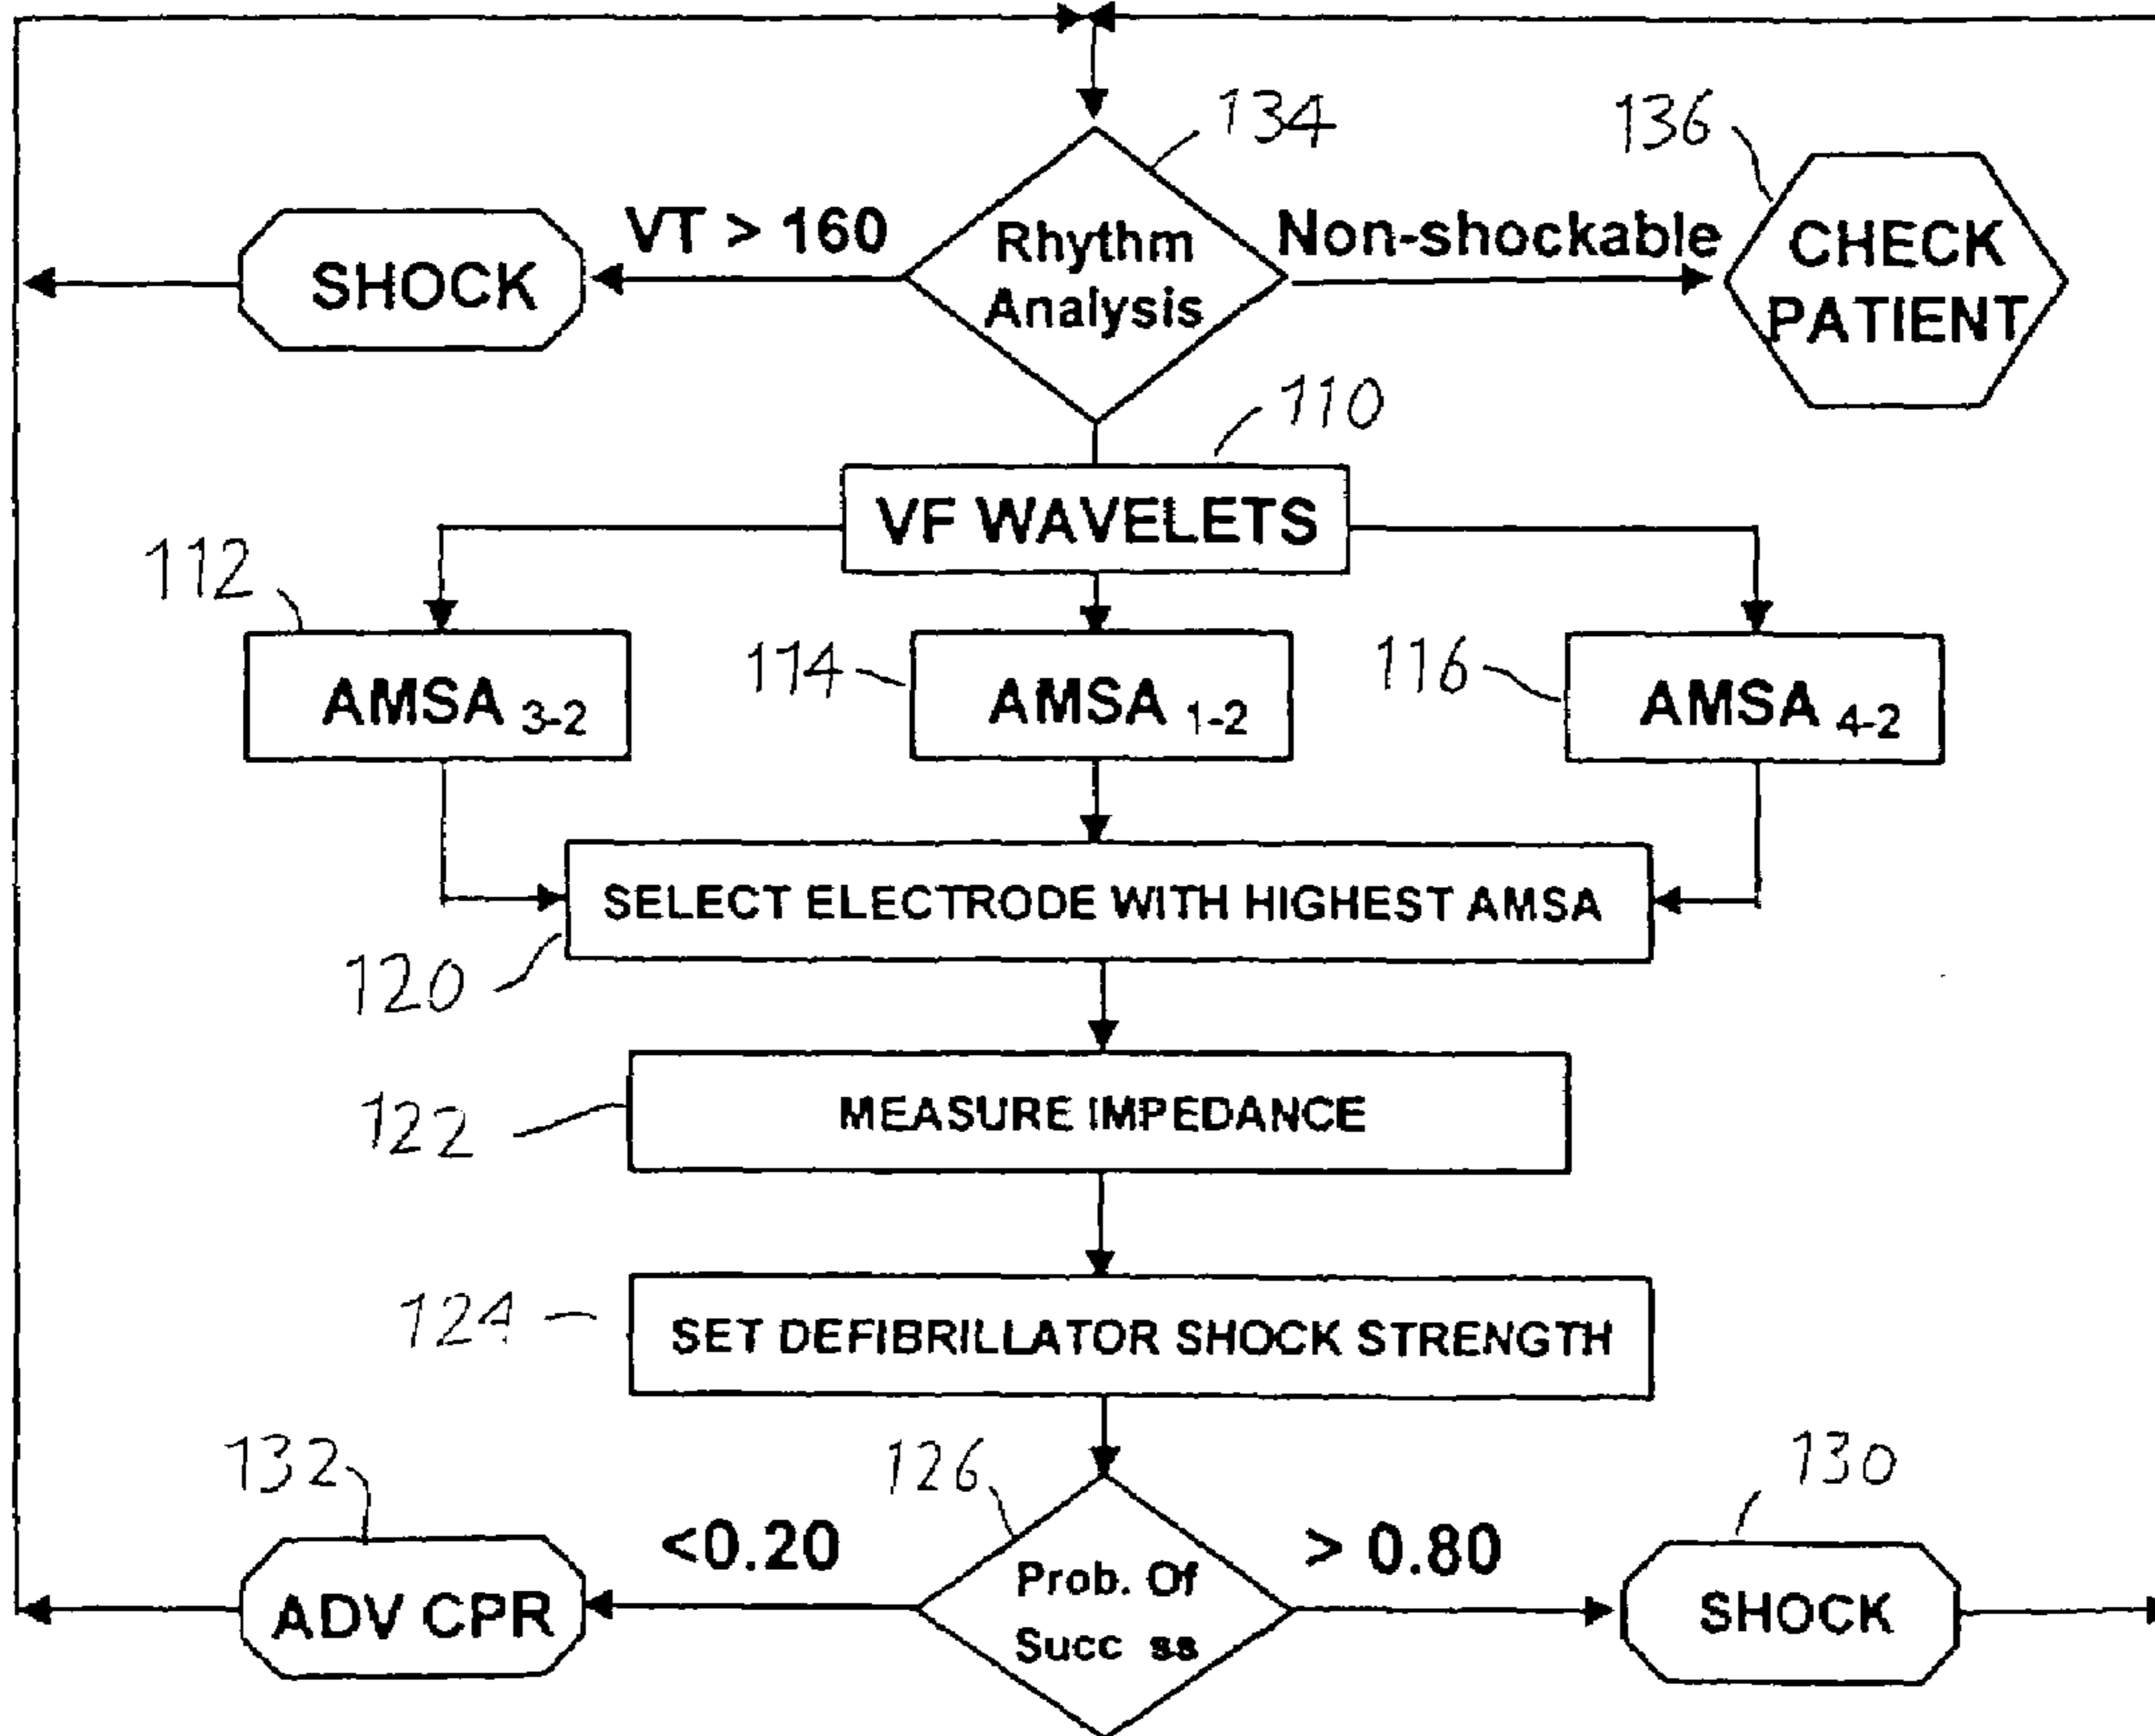 134
136
VT > 160
Rhythm
Analysis
Non-shockable
CHECK
PATIENT
SHOCK
110
VF WAVELETS
112
114
116
AMSA 3-2
AMSA 1-2
AMSA 4-2
SELECT ELECTRODE WITH HIGHEST AMSA
120
MEASURE IMPEDANCE
122
124
SET DEFIBRILLATOR SHOCK STRENGTH
132
126
130
<0.20
> 0.80
Prob. Of
Succ ss
ADV CPR
SHOCK